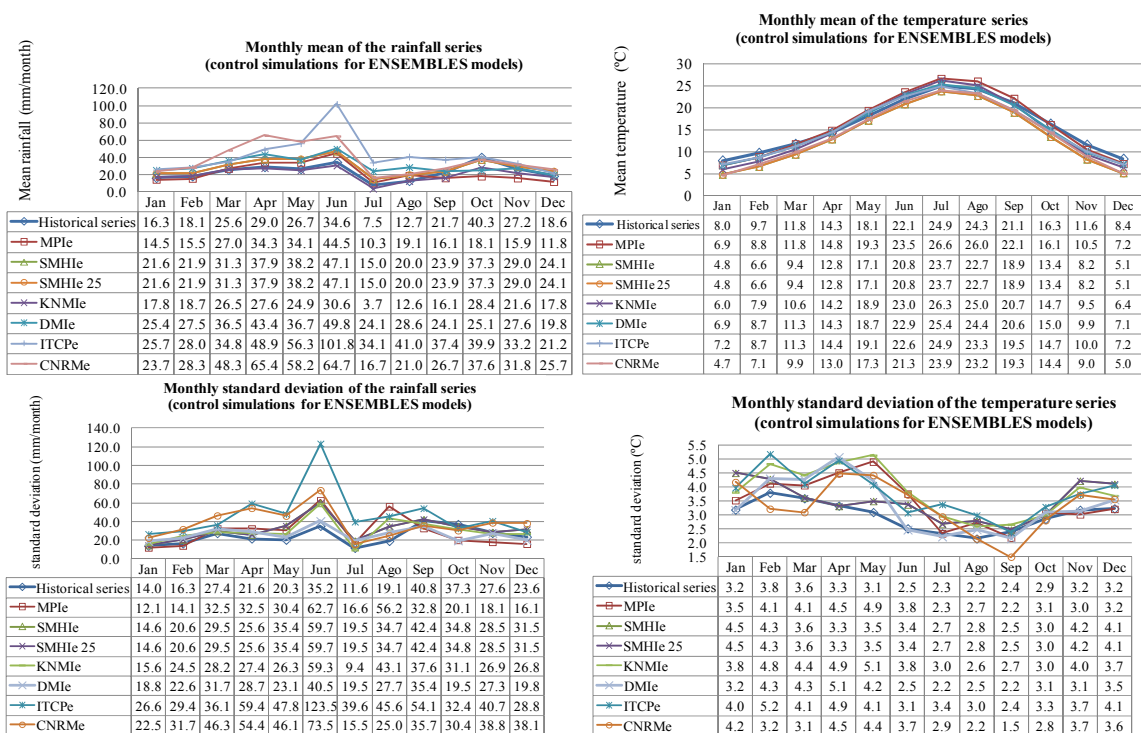 Monthly mean of the rainfall series
(control simulations for ENSEMBLES models)
Mean rainfall (mm/month)
120.0
100.0
80.0
60.0
40.0
20.0
0.0
Jan Feb Mar Apr May Jun Jul Ago Sep Oct Nov Dec
Historical series 16.3 18.1 25.6 29.0 26.7 34.6 7.5 12.7 21.7 40.3 27.2 18.6
MPIe 14.5 15.5 27.0 34.3 34.1 44.5 10.3 19.1 16.1 18.1 15.9 11.8
SMHIe 21.6 21.9 31.3 37.9 38.2 47.1 15.0 20.0 23.9 37.3 29.0 24.1
SMHIe 25 21.6 21.9 31.3 37.9 38.2 47.1 15.0 20.0 23.9 37.3 29.0 24.1
KNMIe 17.8 18.7 26.5 27.6 24.9 30.6 3.7 12.6 16.1 28.4 21.6 17.8
DMIe 25.4 27.5 36.5 43.4 36.7 49.8 24.1 28.6 24.1 25.1 27.6 19.8
ITCPe 25.7 28.0 34.8 48.9 56.3 101.8 34.1 41.0 37.4 39.9 33.2 21.2
CNRMe 23.7 28.3 48.3 65.4 58.2 64.7 16.7 21.0 26.7 37.6 31.8 25.7
Monthly mean of the temperature series
(control simulations for ENSEMBLES models)
Mean temperature (ºC)
30
25
20
15
10
5
0
Jan Feb Mar Apr May Jun Jul Ago Sep Oct Nov Dec
Historical series 8.0 9.7 11.8 14.3 18.1 22.1 24.9 24.3 21.1 16.3 11.6 8.4
MPIe 6.9 8.8 11.8 14.8 19.3 23.5 26.6 26.0 22.1 16.1 10.5 7.2
SMHIe 4.8 6.6 9.4 12.8 17.1 20.8 23.7 22.7 18.9 13.4 8.2 5.1
SMHIe 25 4.8 6.6 9.4 12.8 17.1 20.8 23.7 22.7 18.9 13.4 8.2 5.1
KNMIe 6.0 7.9 10.6 14.2 18.9 23.0 26.3 25.0 20.7 14.7 9.5 6.4
DMIe 6.9 8.7 11.3 14.3 18.7 22.9 25.4 24.4 20.6 15.0 9.9 7.1
ITCPe 7.2 8.7 11.3 14.4 19.1 22.6 24.9 23.3 19.5 14.7 10.0 7.2
CNRMe 4.7 7.1 9.9 13.0 17.3 21.3 23.9 23.2 19.3 14.4 9.0 5.0
Monthly standard deviation of the rainfall series
(control simulations for ENSEMBLES models)
standard deviation (mm/month)
140.0
120.0
100.0
80.0
60.0
40.0
20.0
0.0
Jan Feb Mar Apr May Jun Jul Ago Sep Oct Nov Dec
Historical series 14.0 16.3 27.4 21.6 20.3 35.2 11.6 19.1 40.8 37.3 27.6 23.6
MPIe 12.1 14.1 32.5 32.5 30.4 62.7 16.6 56.2 32.8 20.1 18.1 16.1
SMHIe 14.6 20.6 29.5 25.6 35.4 59.7 19.5 34.7 42.4 34.8 28.5 31.5
SMHIe 25 14.6 20.6 29.5 25.6 35.4 59.7 19.5 34.7 42.4 34.8 28.5 31.5
KNMIe 15.6 24.5 28.2 27.4 26.3 59.3 9.4 43.1 37.6 31.1 26.9 26.8
DMIe 18.8 22.6 31.7 28.7 23.1 40.5 19.5 27.7 35.4 19.5 27.3 19.8
ITCPe 26.6 29.4 36.1 59.4 47.8 123.5 39.6 45.6 54.1 32.4 40.7 28.8
CNRMe 22.5 31.7 46.3 54.4 46.1 73.5 15.5 25.0 35.7 30.4 38.8 38.1
Monthly standard deviation of the temperature series
(control simulations for ENSEMBLES models)
standard deviation (ºC)
5.5
5.0
4.5
4.0
3.5
3.0
2.5
2.0
1.5
Jan Feb Mar Apr May Jun Jul Ago Sep Oct Nov Dec
Historical series 3.2 3.8 3.6 3.3 3.1 2.5 2.3 2.2 2.4 2.9 3.2 3.2
MPIe 3.5 4.1 4.1 4.5 4.9 3.8 2.3 2.7 2.2 3.1 3.0 3.2
SMHIe 4.5 4.3 3.6 3.3 3.5 3.4 2.7 2.8 2.5 3.0 4.2 4.1
SMHIe 25 4.5 4.3 3.6 3.3 3.5 3.4 2.7 2.8 2.5 3.0 4.2 4.1
KNMIe 3.8 4.8 4.4 4.9 5.1 3.8 3.0 2.6 2.7 3.0 4.0 3.7
DMIe 3.2 4.3 4.3 5.1 4.2 2.5 2.2 2.5 2.2 3.1 3.1 3.5
ITCPe 4.0 5.2 4.1 4.9 4.1 3.1 3.4 3.0 2.4 3.3 3.7 4.1
CNRMe 4.2 3.2 3.1 4.5 4.4 3.7 2.9 2.2 1.5 2.8 3.7 3.6